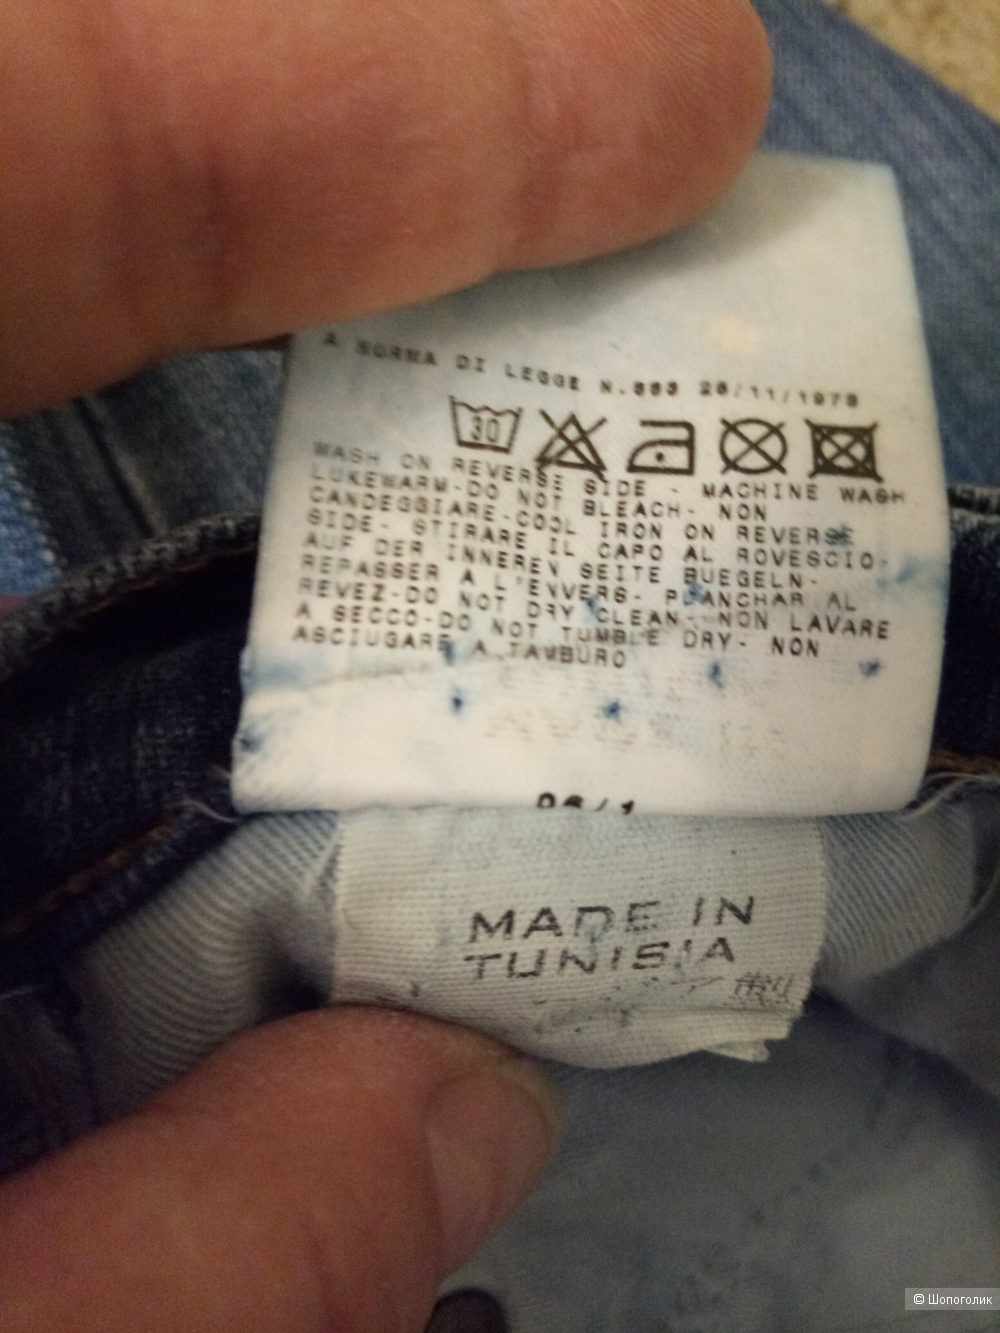 A NORMA DI LEGGE N.883 26/11/1973
30
WASH ON REVERSE SIDE - MACHINE WASH
LUKEWARM-DO NOT BLEACH- NON
CANDEGGIARE-COOL IRON ON REVERSE
SIDE- STIRARE IL CAPO AL ROVESCIO-
AUF DER INNEREN SEITE BUEGELN-
REPASSER A L'ENVERS- PLANCHAR AL
REVEZ-DO NOT DRY CLEAN- NON LAVARE
A SECCO-DO NOT TUMBLE DRY- NON
ASCIUGARE A TAMBURO
06/1
MADE IN
TUNISIA
© Шопоголик